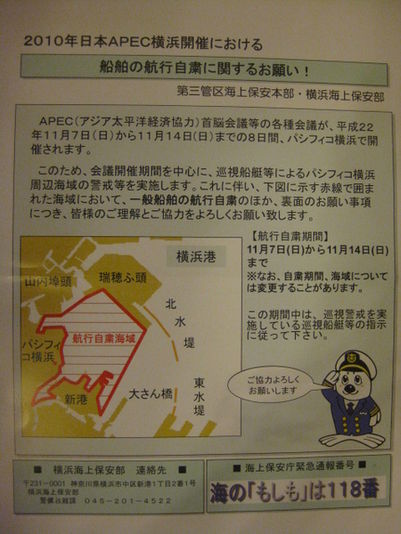 2010年日本APEC横浜開催における
船舶の航行自粛に関するお願い!
第三管区海上保安本部・横浜海上保安部
APEC(アジア太平洋経済協力)首脳会議等の各種会議が、平成22
年11月7日(日)から11月14日(日)までの8日間、パシフィコ横浜で開
催されます。
このため、会議開催期間を中心に、巡視船艇等によるパシフィコ横浜
周辺海域の警戒等を実施します。これに伴い、下図に示す赤線で囲ま
れた海域において、一般船舶の航行自粛のほか、裏面のお願い事項
につき、皆様のご理解とご協力をよろしくお願い致します。
横浜港
山内埠頭
瑞穂ふ頭
北水堤
航行自粛海域
パシフィ
コ横浜
新港
大さん橋
東水堤
【航行自粛期間】
11月7日(日)から11月14日(日)
まで
※なお、自粛期間、海域について
は変更することがあります。
この期間中は、巡視警戒を実
施している巡視船艇等の指示
に従って下さい。
ご協力よろしく
お願いします
■ 横浜海上保安部 連絡先 ■
〒231-0001 神奈川県横浜市中区新港1丁目2番1号
横浜海上保安部
警備救難課 045-201-4522
■ 海上保安庁緊急通報番号 ■
海の「もしも」は118番